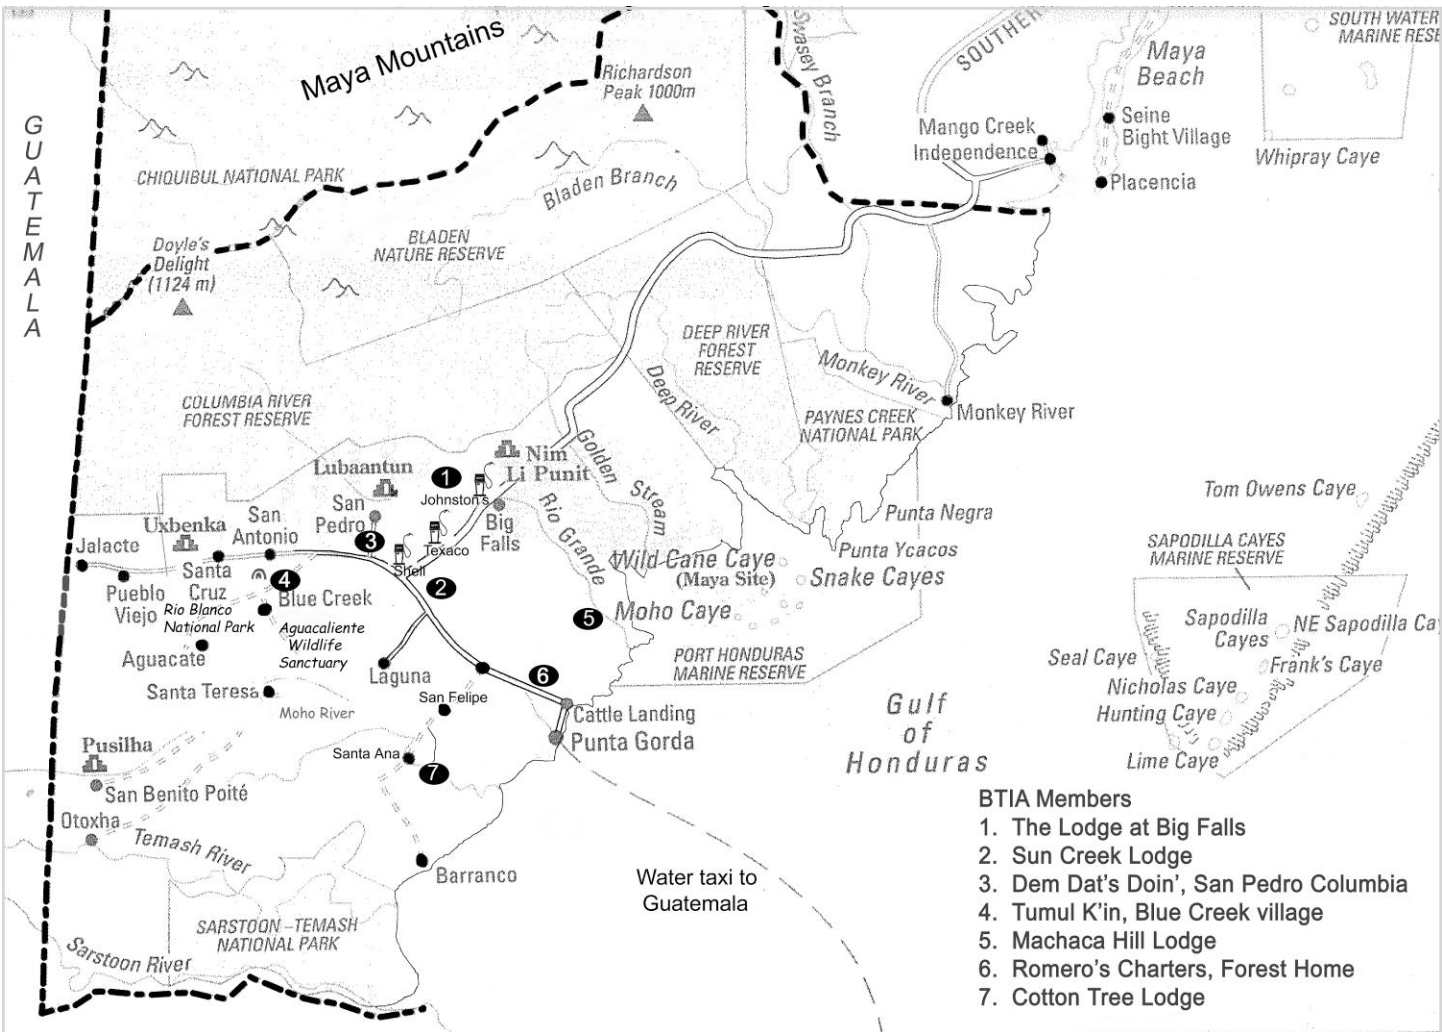 Maya Mountains
GUATEMALA
Richardson
Peak 1000m
Swasey Branch
SOUTHER
Maya
Beach
SOUTH WATER
MARINE RESE
Seine
Bight Village
Mango Creek
Independence
Placencia
Whipray Caye
CHIQUIBUL NATIONAL PARK
Bladen Branch
BLADEN
NATURE RESERVE
Doyle's
Delight
(1124 m)
DEEP RIVER
FOREST
RESERVE
Monkey River
Deep River
Monkey River
PAYNES CREEK
NATIONAL PARK
COLUMBIA RIVER
FOREST RESERVE
Golden
Stream
Nim
Li Punit
Lubaantun
1
Johnston's
San
Pedro
Big
Falls
Rio Grande
Texaco
Shell
3
2
Uxbenka
San
Antonio
Jalacte
Santa
Cruz
Pueblo
Viejo
4
Blue Creek
Rio Blanco
National Park
Aguacaliente
Wildlife
Sanctuary
Aguacate
Punta Negra
Punta Ycacos
Wild Cane Caye
(Maya Site)
Snake Cayes
5
Moho Caye
PORT HONDURAS
MARINE RESERVE
Tom Owens Caye
SAPODILLA CAYES
MARINE RESERVE
Sapodilla
Cayes
NE Sapodilla Ca
Seal Caye
Frank's Caye
Nicholas Caye
Hunting Caye
Lime Caye
Laguna
6
Santa Teresa
Moho River
San Felipe
Cattle Landing
Punta Gorda
Gulf
of
Honduras
Pusilha
Santa Ana
7
San Benito Poité
Otoxha
Temash River
Barranco
Water taxi to
Guatemala
SARSTOON–TEMASH
NATIONAL PARK
Sarstoon River
BTIA Members
1. The Lodge at Big Falls
2. Sun Creek Lodge
3. Dem Dat's Doin', San Pedro Columbia
4. Tumul K'in, Blue Creek village
5. Machaca Hill Lodge
6. Romero's Charters, Forest Home
7. Cotton Tree Lodge